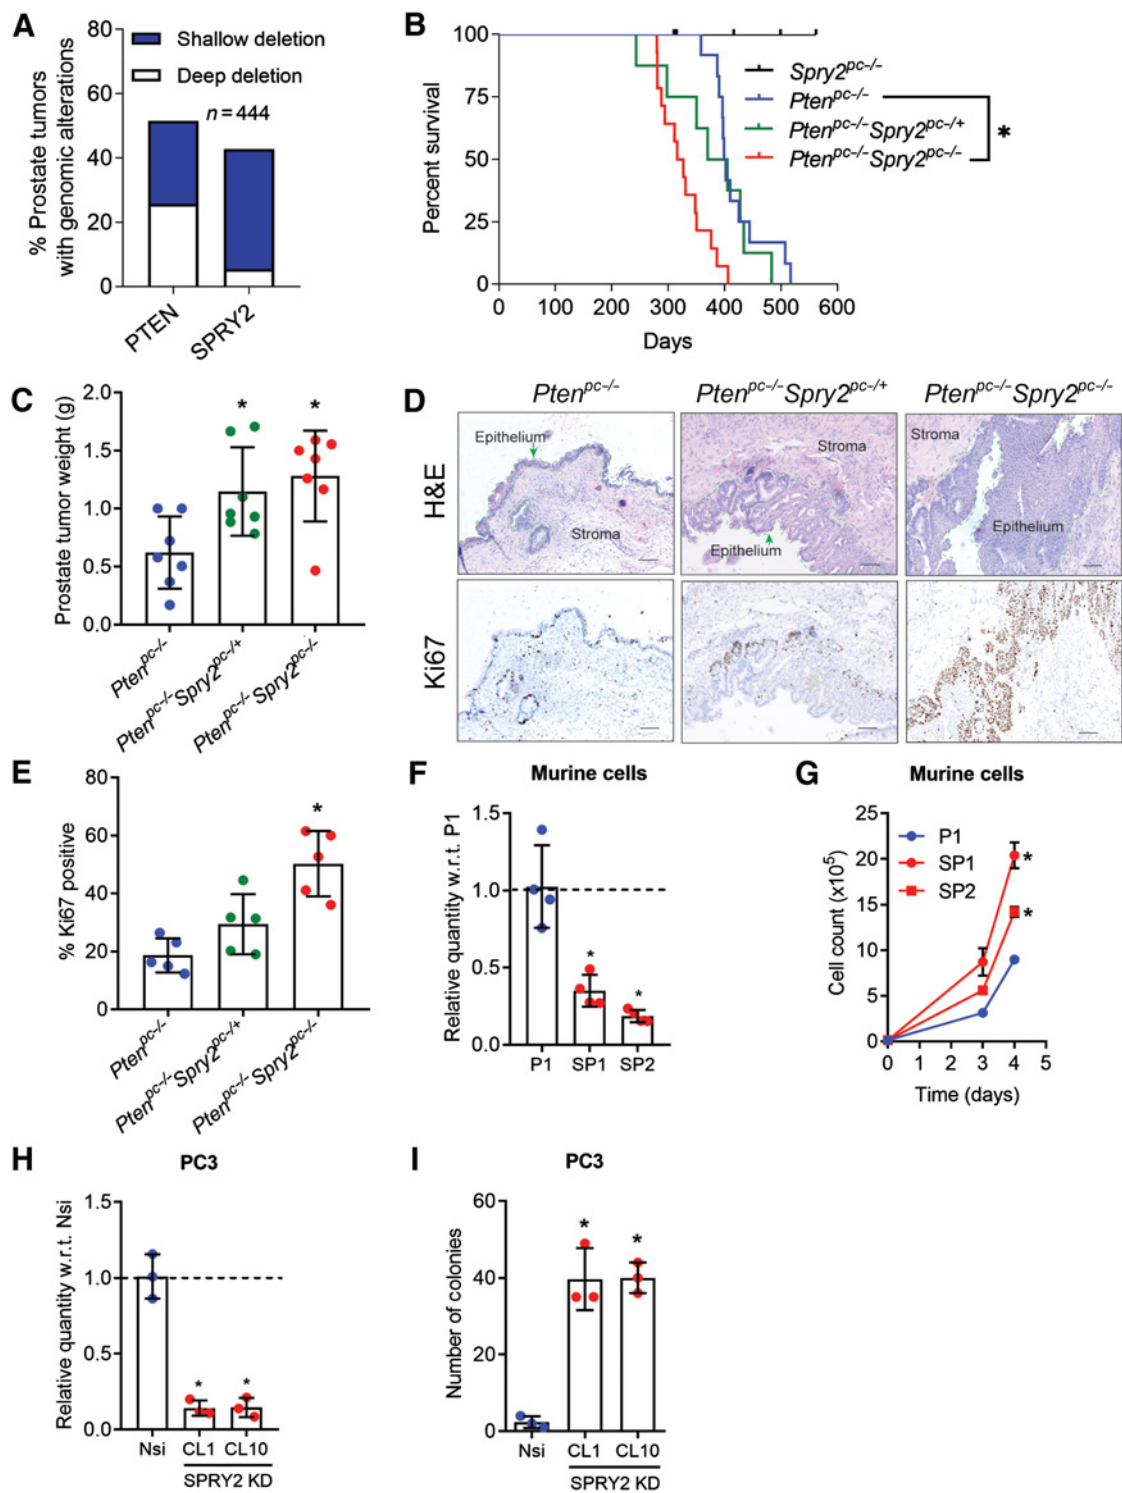 A
% Prostate tumors
with genomic alterations
80
60
40
20
0
Shallow deletion
Deep deletion
n = 444
PTEN
SPRY2
B
Percent survival
100
50
0
0 100 200 300 400 500 600
Days
Spry2pc–/–
Ptenpc–/–
Ptenpc–/–Spry2pc–/+
Ptenpc–/–Spry2pc–/–
*
C
Prostate tumor weight (g)
2.0
1.5
1.0
0.5
0.0
* *
Ptenpc–/–
Ptenpc–/–Spry2pc–/+
Ptenpc–/–Spry2pc–/–
D
Ptenpc–/–
Ptenpc–/–Spry2pc–/+
Ptenpc–/–Spry2pc–/–
H&E
Epithelium
Stroma
Stroma
Epithelium
Stroma
Epithelium
Ki67
E
% Ki67 positive
80
60
40
20
0
*
Ptenpc–/–
Ptenpc–/–Spry2pc–/+
Ptenpc–/–Spry2pc–/–
F
Murine cells
Relative quantity w.r.t. P1
1.5
1.0
0.5
0.0
* *
P1 SP1 SP2
G
Murine cells
Cell count (x105)
25
20
15
10
5
0
P1
SP1
SP2
*
*
0 1 2 3 4 5
Time (days)
H
PC3
Relative quantity w.r.t. Nsi
1.5
1.0
0.5
0.0
* *
Nsi CL1 CL10
SPRY2 KD
I
PC3
Number of colonies
60
40
20
0
* *
Nsi CL1 CL10
SPRY2 KD